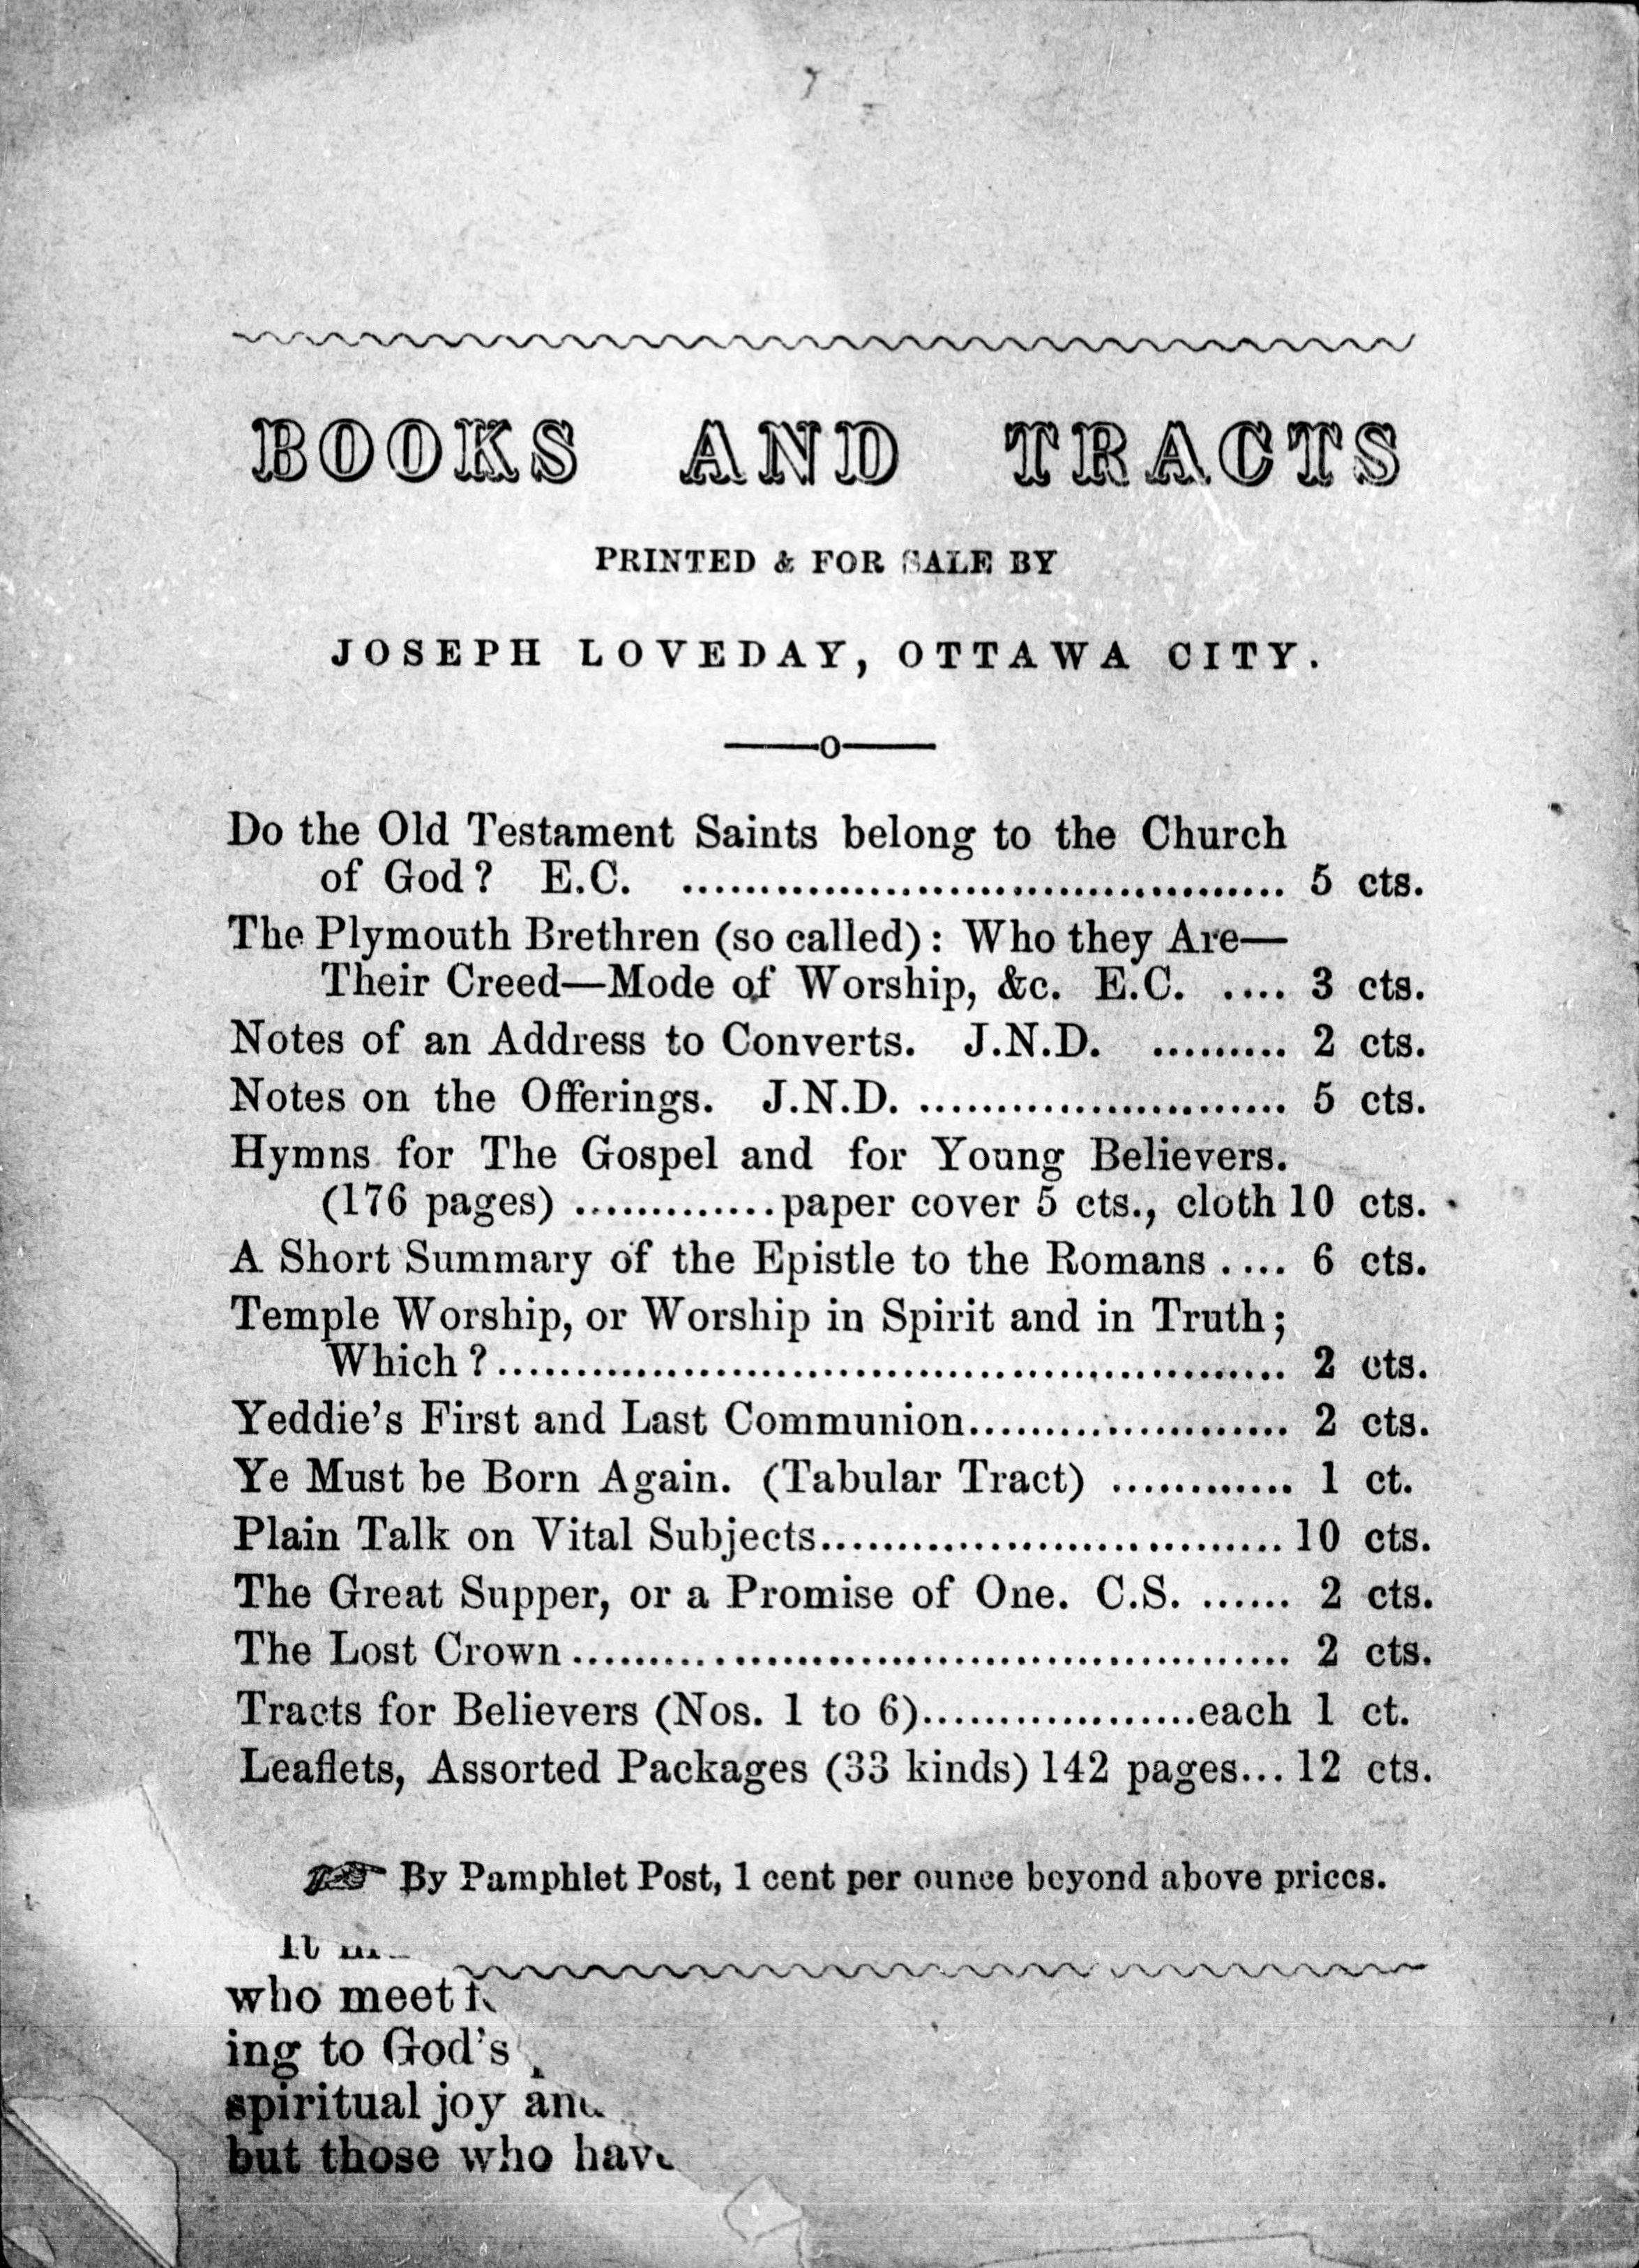 BOOKS AND TRACTS
PRINTED & FOR SALE BY
JOSEPH LOVEDAY, OTTAWA CITY.
Do the Old Testament Saints belong to the Church
of God? E.C. ........................................ 5 cts.
The Plymouth Brethren (so called): Who they Are—
Their Creed—Mode of Worship, &c. E.C. .... 3 cts.
Notes of an Address to Converts. J.N.D. ......... 2 cts.
Notes on the Offerings. J.N.D. ........................ 5 cts.
Hymns for The Gospel and for Young Believers.
(176 pages) .............paper cover 5 cts., cloth 10 cts.
A Short Summary of the Epistle to the Romans .... 6 cts.
Temple Worship, or Worship in Spirit and in Truth;
Which?.................................................... 2 cts.
Yeddie's First and Last Communion..................... 2 cts.
Ye Must be Born Again. (Tabular Tract) ............ 1 ct.
Plain Talk on Vital Subjects.............................. 10 cts.
The Great Supper, or a Promise of One. C.S. ...... 2 cts.
The Lost Crown............................................... 2 cts.
Tracts for Believers (Nos. 1 to 6)..................each 1 ct.
Leaflets, Assorted Packages (33 kinds) 142 pages... 12 cts.
☞ By Pamphlet Post, 1 cent per ounce beyond above prices.
It
who meet
ing to God's
spiritual joy
but those who